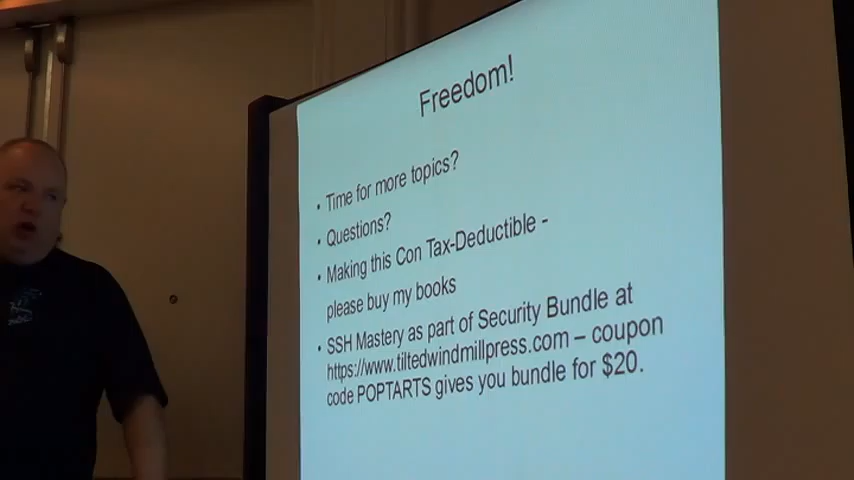 Freedom!
• Time for more topics?
• Questions?
• Making this Con Tax-Deductible -
please buy my books
• SSH Mastery as part of Security Bundle at
https://www.tiltedwindmillpress.com – coupon
code POPTARTS gives you bundle for $20.